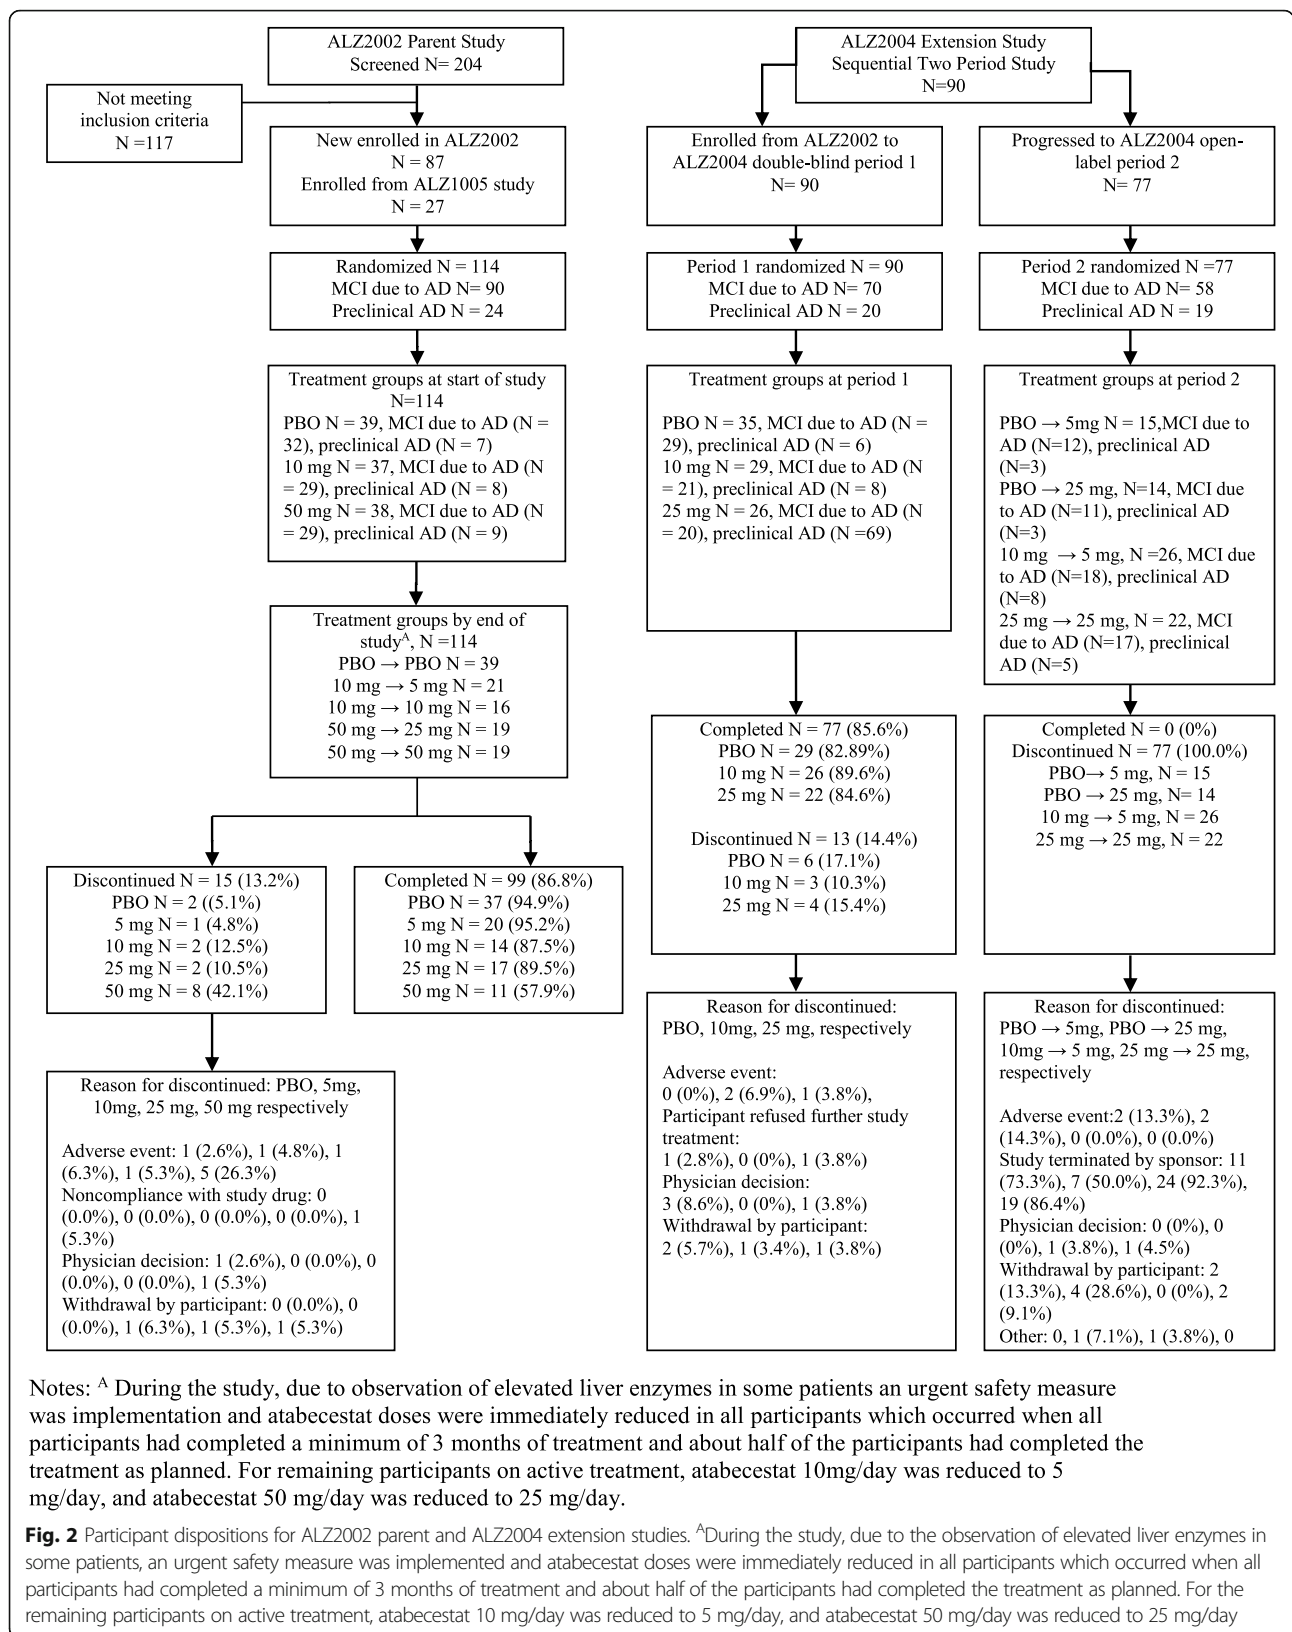 ALZ2002 Parent Study
Screened N= 204
Not meeting
inclusion criteria
N =117
New enrolled in ALZ2002
N = 87
Enrolled from ALZ1005 study
N = 27
Randomized N = 114
MCI due to AD N= 90
Preclinical AD N = 24
Treatment groups at start of study
N=114
PBO N = 39, MCI due to AD (N =
32), preclinical AD (N = 7)
10 mg N = 37, MCI due to AD (N
= 29), preclinical AD (N = 8)
50 mg N = 38, MCI due to AD (N
= 29), preclinical AD (N = 9)
Treatment groups by end of
studyᴬ, N =114
PBO → PBO N = 39
10 mg → 5 mg N = 21
10 mg → 10 mg N = 16
50 mg → 25 mg N = 19
50 mg → 50 mg N = 19
Discontinued N = 15 (13.2%)
PBO N = 2 ((5.1%)
5 mg N = 1 (4.8%)
10 mg N = 2 (12.5%)
25 mg N = 2 (10.5%)
50 mg N = 8 (42.1%)
Completed N = 99 (86.8%)
PBO N = 37 (94.9%)
5 mg N = 20 (95.2%)
10 mg N = 14 (87.5%)
25 mg N = 17 (89.5%)
50 mg N = 11 (57.9%)
Reason for discontinued: PBO, 5mg,
10mg, 25 mg, 50 mg respectively
Adverse event: 1 (2.6%), 1 (4.8%), 1
(6.3%), 1 (5.3%), 5 (26.3%)
Noncompliance with study drug: 0
(0.0%), 0 (0.0%), 0 (0.0%), 0 (0.0%), 1
(5.3%)
Physician decision: 1 (2.6%), 0 (0.0%), 0
(0.0%), 0 (0.0%), 1 (5.3%)
Withdrawal by participant: 0 (0.0%), 0
(0.0%), 1 (6.3%), 1 (5.3%), 1 (5.3%)
ALZ2004 Extension Study
Sequential Two Period Study
N=90
Enrolled from ALZ2002 to
ALZ2004 double-blind period 1
N= 90
Period 1 randomized N = 90
MCI due to AD N= 70
Preclinical AD N = 20
Treatment groups at period 1
PBO N = 35, MCI due to AD (N =
29), preclinical AD (N = 6)
10 mg N = 29, MCI due to AD (N
= 21), preclinical AD (N = 8)
25 mg N = 26, MCI due to AD (N
= 20), preclinical AD (N =69)
Completed N = 77 (85.6%)
PBO N = 29 (82.89%)
10 mg N = 26 (89.6%)
25 mg N = 22 (84.6%)
Discontinued N = 13 (14.4%)
PBO N = 6 (17.1%)
10 mg N = 3 (10.3%)
25 mg N = 4 (15.4%)
Reason for discontinued:
PBO, 10mg, 25 mg, respectively
Adverse event:
0 (0%), 2 (6.9%), 1 (3.8%),
Participant refused further study
treatment:
1 (2.8%), 0 (0%), 1 (3.8%)
Physician decision:
3 (8.6%), 0 (0%), 1 (3.8%)
Withdrawal by participant:
2 (5.7%), 1 (3.4%), 1 (3.8%)
Progressed to ALZ2004 open-
label period 2
N= 77
Period 2 randomized N =77
MCI due to AD N= 58
Preclinical AD N = 19
Treatment groups at period 2
PBO → 5mg N = 15,MCI due to
AD (N=12), preclinical AD
(N=3)
PBO → 25 mg, N=14, MCI due
to AD (N=11), preclinical AD
(N=3)
10 mg → 5 mg, N =26, MCI due
to AD (N=18), preclinical AD
(N=8)
25 mg → 25 mg, N = 22, MCI
due to AD (N=17), preclinical
AD (N=5)
Completed N = 0 (0%)
Discontinued N = 77 (100.0%)
PBO→ 5 mg, N = 15
PBO → 25 mg, N= 14
10 mg → 5 mg, N = 26
25 mg → 25 mg, N = 22
Reason for discontinued:
PBO → 5mg, PBO → 25 mg,
10mg → 5 mg, 25 mg → 25 mg,
respectively
Adverse event:2 (13.3%), 2
(14.3%), 0 (0.0%), 0 (0.0%)
Study terminated by sponsor: 11
(73.3%), 7 (50.0%), 24 (92.3%),
19 (86.4%)
Physician decision: 0 (0%), 0
(0%), 1 (3.8%), 1 (4.5%)
Withdrawal by participant: 2
(13.3%), 4 (28.6%), 0 (0%), 2
(9.1%)
Other: 0, 1 (7.1%), 1 (3.8%), 0
Notes: ᴬ During the study, due to observation of elevated liver enzymes in some patients an urgent safety measure
was implementation and atabecestat doses were immediately reduced in all participants which occurred when all
participants had completed a minimum of 3 months of treatment and about half of the participants had completed the
treatment as planned. For remaining participants on active treatment, atabecestat 10mg/day was reduced to 5
mg/day, and atabecestat 50 mg/day was reduced to 25 mg/day.
Fig. 2 Participant dispositions for ALZ2002 parent and ALZ2004 extension studies. ᴬDuring the study, due to the observation of elevated liver enzymes in
some patients, an urgent safety measure was implemented and atabecestat doses were immediately reduced in all participants which occurred when all
participants had completed a minimum of 3 months of treatment and about half of the participants had completed the treatment as planned. For the
remaining participants on active treatment, atabecestat 10 mg/day was reduced to 5 mg/day, and atabecestat 50 mg/day was reduced to 25 mg/day